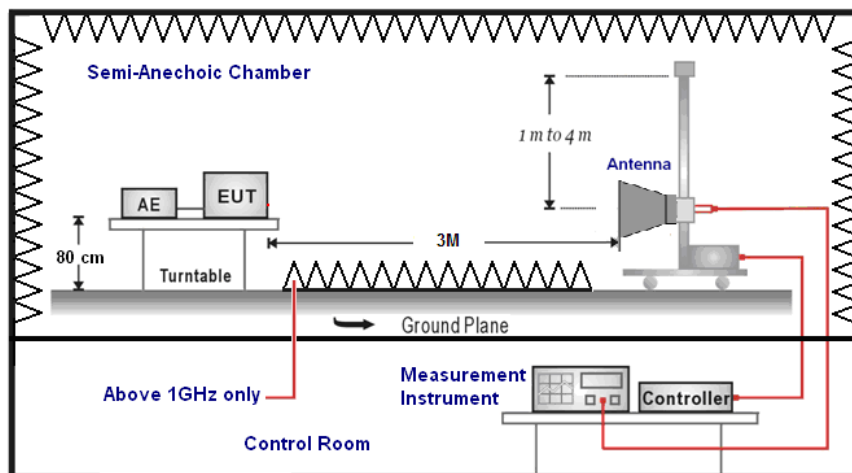 Semi-Anechoic Chamber
1 m to 4 m
Antenna
AE
EUT
3M
80 cm
Turntable
Ground Plane
Above 1GHz only
Measurement
Instrument
Controller
Control Room